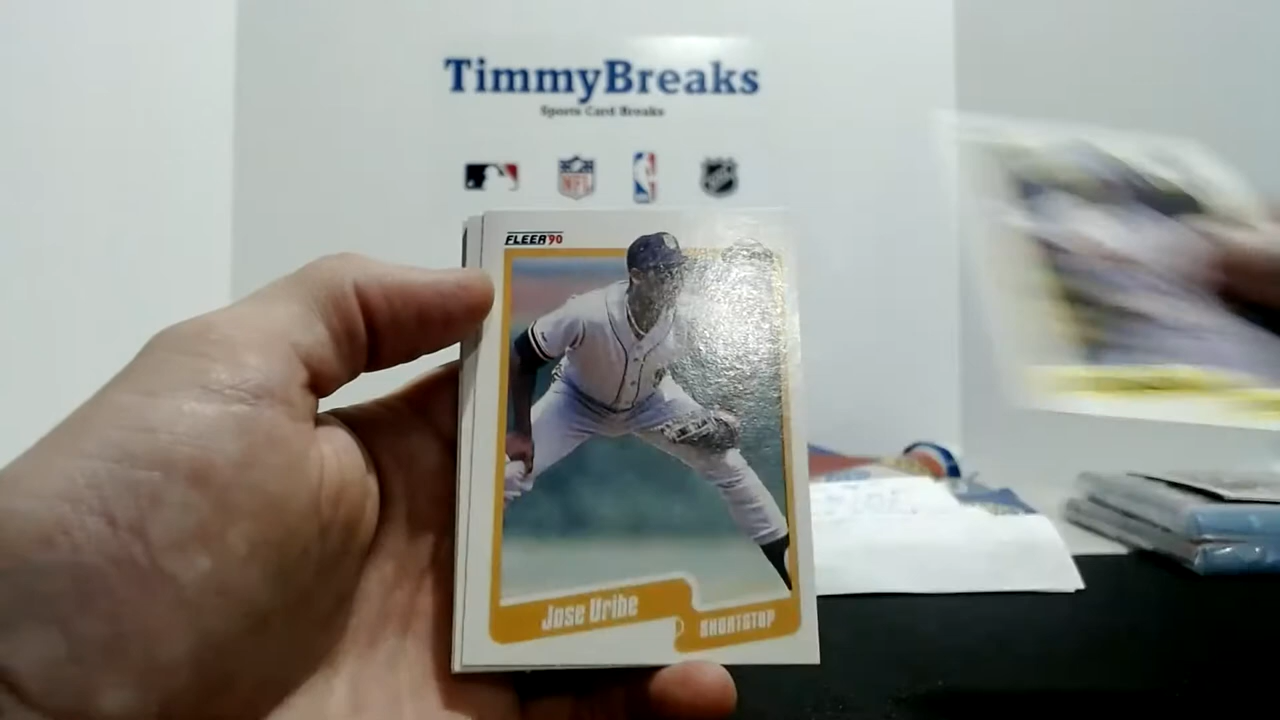 TimmyBreaks
Sports Card Breaks
NFL
FLEER'90
Jose Uribe
SHORTSTOP